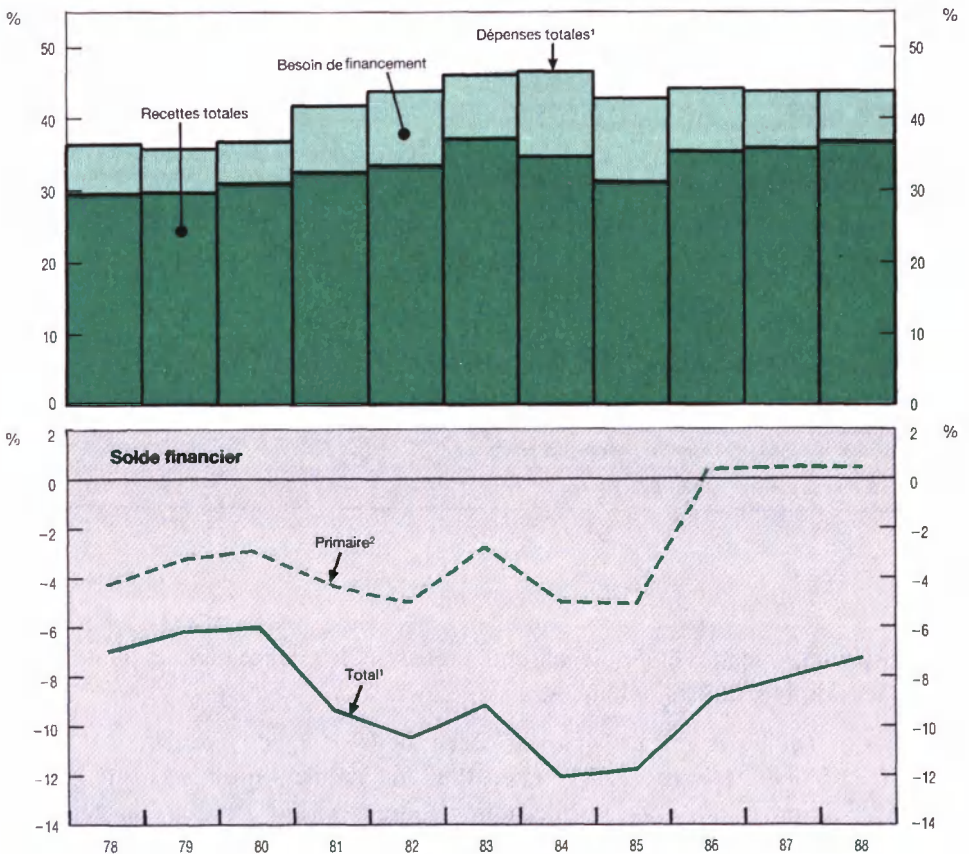 % %
Dépenses totales¹
50 50
Besoin de financement
Recettes totales
40 40
30 30
20 20
10 10
0 0
% 2 2 %
Solde financier
0 0
-2 -2
Primaire²
-4 -4
-6 -6
Total¹
-8 -8
-10 -10
-12 -12
-14 -14
78 79 80 81 82 83 84 85 86 87 88